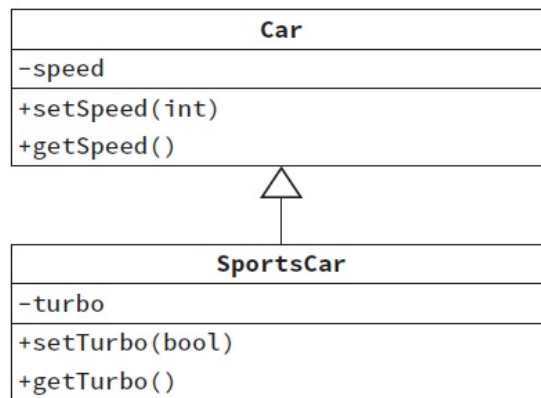 Car
-speed
+setSpeed(int)
+getSpeed()
SportsCar
-turbo
+setTurbo(bool)
+getTurbo()